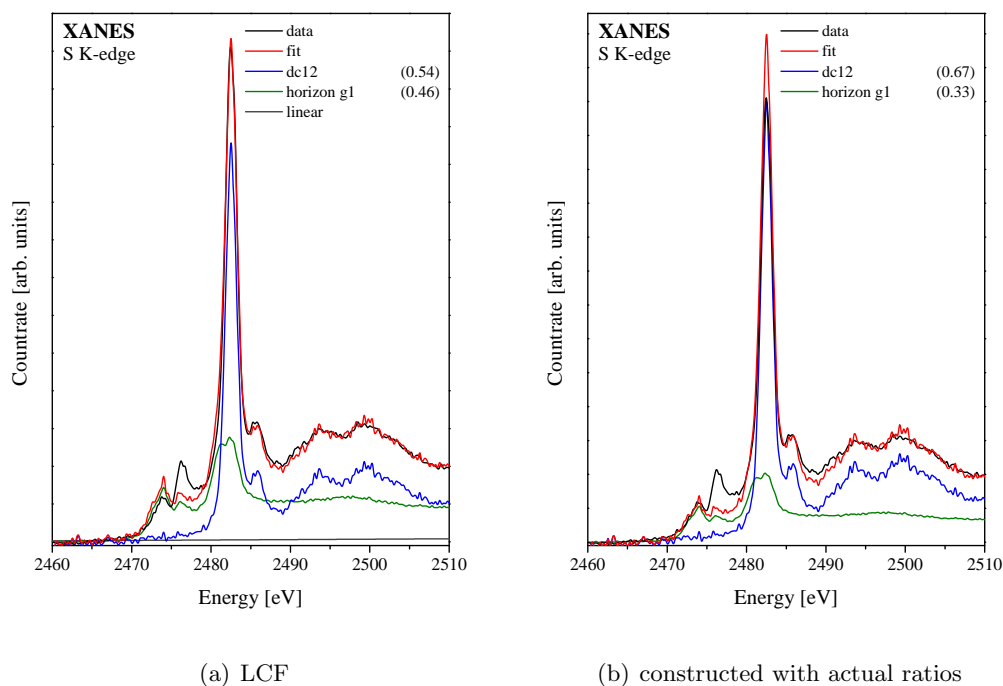 XANES
S K-edge
data
fit
dc12 (0.54)
horizon g1 (0.46)
linear
Countrate [arb. units]
2460 2470 2480 2490 2500 2510
Energy [eV]
(a) LCF
XANES
S K-edge
data
fit
dc12 (0.67)
horizon g1 (0.33)
Countrate [arb. units]
2460 2470 2480 2490 2500 2510
Energy [eV]
(b) constructed with actual ratios